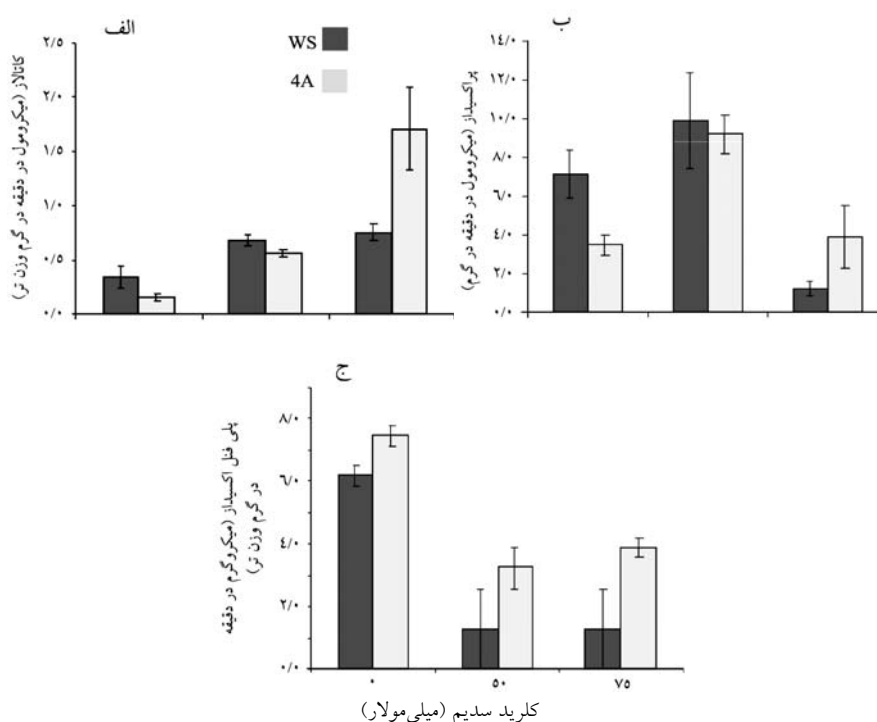 الف
WS
4A
کاتالاز (میکرومول در دقیقه در گرم وزن تر)
۲/۵
۲/۰
۱/۵
۱/۰
۰/۵
۰/۰
ب
پراکسیداز (میکرومول در دقیقه در گرم)
۱٤/۰
۱۲/۰
۱۰/۰
۸/۰
۶/۰
٤/۰
۲/۰
۰/۰
ج
پلی فنل اکسیداز (میکروگرم در دقیقه
در گرم وزن تر)
۸/۰
۶/۰
٤/۰
۲/۰
۰/۰
۰
۵۰
۷۵
کلرید سدیم (میلی‌مولار)